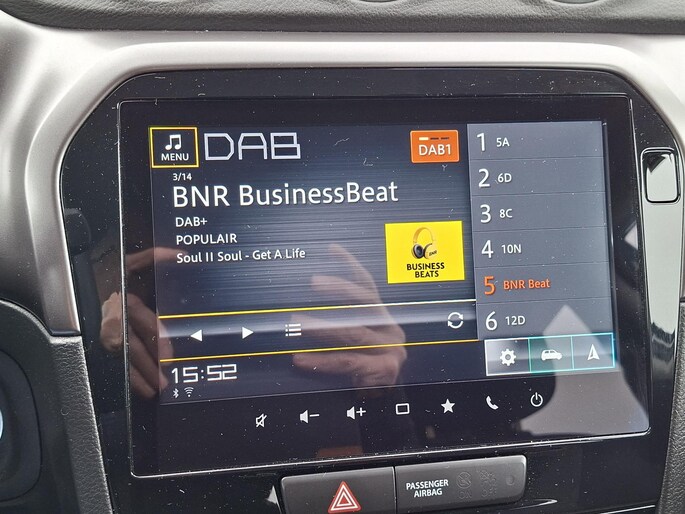 MENU
DAB
DAB1
3/14
BNR BusinessBeat
DAB+
POPULAIR
Soul II Soul - Get A Life
BUSINESS
BEATS
1 5A
2 6D
3 8C
4 10N
5 BNR Beat
6 12D
15:52
PASSENGER
AIRBAG